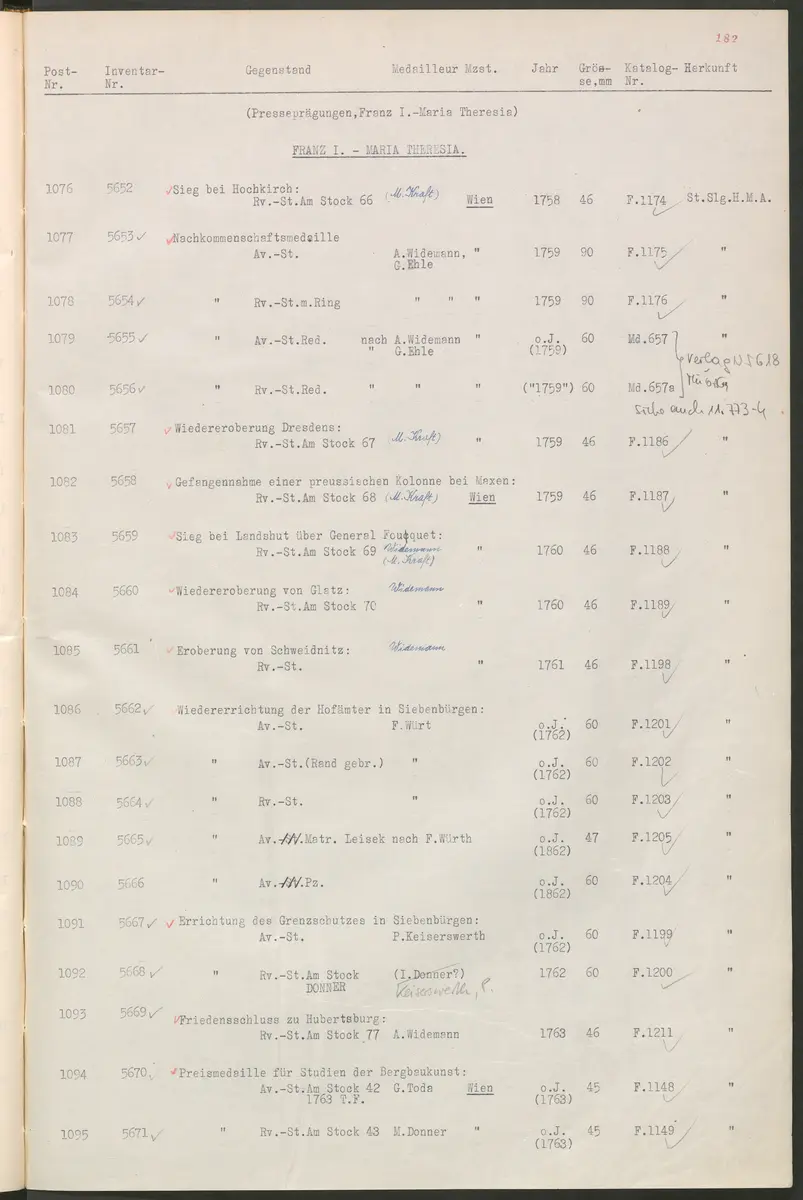 182
Post-Nr. Inventar-Nr. Gegenstand Medailleur Mzst. Jahr Grös-se,mm Katalog-Nr. Herkunft
(Presseprägungen,Franz I.-Maria Theresia)
FRANZ I. - MARIA THERESIA.
1076 5652 Sieg bei Hochkirch:
Rv.-St.Am Stock 66 (M. Kraft) Wien 1758 46 F.1174 St.Slg.H.M.A.
1077 5653 Nachkommenschaftsmedaille
Av.-St. A.Widemann, " 1759 90 F.1175 "
G.Ehle
1078 5654 " Rv.-St.m.Ring " " " 1759 90 F.1176 "
1079 5655 " Av.-St.Red. nach A.Widemann " o.J. 60 Md.657 "
" G.Ehle (1759)
1080 5656 " Rv.-St.Red. " " " ("1759") 60 Md.657a "
siehe auch 11.773-4
1081 5657 Wiedereroberung Dresdens:
Rv.-St.Am Stock 67 (M. Kraft) " 1759 46 F.1186 "
1082 5658 Gefangennahme einer preussischen Kolonne bei Maxen:
Rv.-St.Am Stock 68 (M. Kraft) Wien 1759 46 F.1187 "
1083 5659 Sieg bei Landshut über General Fouquet:
Rv.-St.Am Stock 69 Widemann " 1760 46 F.1188 "
(M. Kraft)
1084 5660 Wiedereroberung von Glatz: Widemann
Rv.-St.Am Stock 70 " 1760 46 F.1189 "
1085 5661 Eroberung von Schweidnitz: Widemann
Rv.-St. " 1761 46 F.1198 "
1086 5662 Wiedererrichtung der Hofämter in Siebenbürgen:
Av.-St. F.Würt o.J. 60 F.1201 "
(1762)
1087 5663 " Av.-St.(Rand gebr.) " o.J. 60 F.1202 "
(1762)
1088 5664 " Rv.-St. " o.J. 60 F.1203 "
(1762)
1089 5665 " Av.-Matr. Leisek nach F.Würth o.J. 47 F.1205 "
(1862)
1090 5666 " Av.-Pz. o.J. 60 F.1204 "
(1862)
1091 5667 Errichtung des Grenzschutzes in Siebenbürgen:
Av.-St. P.Keiserswerth o.J. 60 F.1199 "
(1762)
1092 5668 " Rv.-St.Am Stock (I.Donner?) 1762 60 F.1200 "
DONNER Keiserswerth, P.
1093 5669 Friedensschluss zu Hubertsburg:
Rv.-St.Am Stock 77 A.Widemann 1763 46 F.1211 "
1094 5670 Preismedaille für Studien der Bergbaukunst:
Av.-St.Am Stock 42 G.Toda Wien o.J. 45 F.1148 "
1763 T.F. (1763)
1095 5671 " Rv.-St.Am Stock 43 M.Donner " o.J. 45 F.1149 "
(1763)